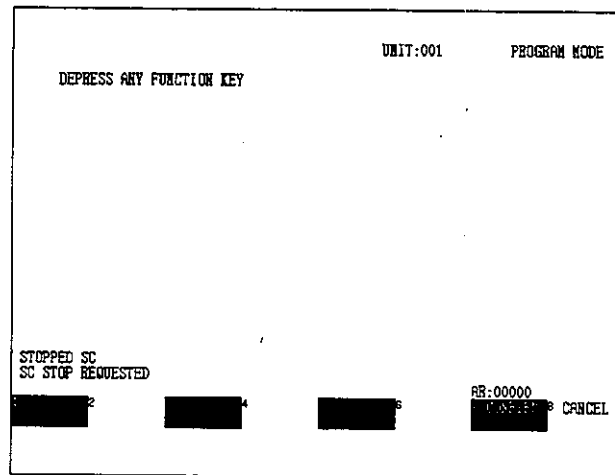 UNIT:001 PROGRAM MODE
DEPRESS ANY FUNCTION KEY
STOPPED SC
SC STOP REQUESTED
AR:00000
2 4 6 8 CANCEL